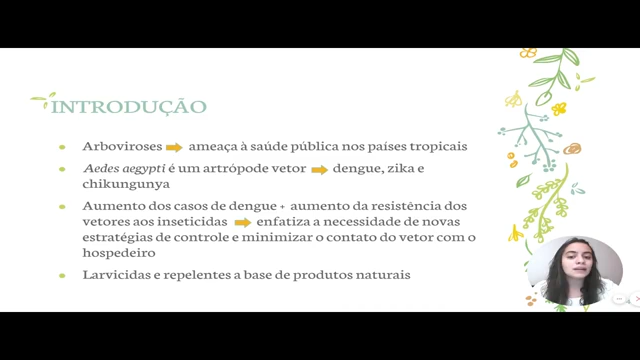 INTRODUÇÃO
Arboviroses ameaça à saúde pública nos países tropicais
Aedes aegypti é um artrópode vetor dengue, zika e
chikungunya
Aumento dos casos de dengue + aumento da resistência dos
vetores aos inseticidas enfatiza a necessidade de novas
estratégias de controle e minimizar o contato do vetor com o
hospedeiro
Larvicidas e repelentes a base de produtos naturais